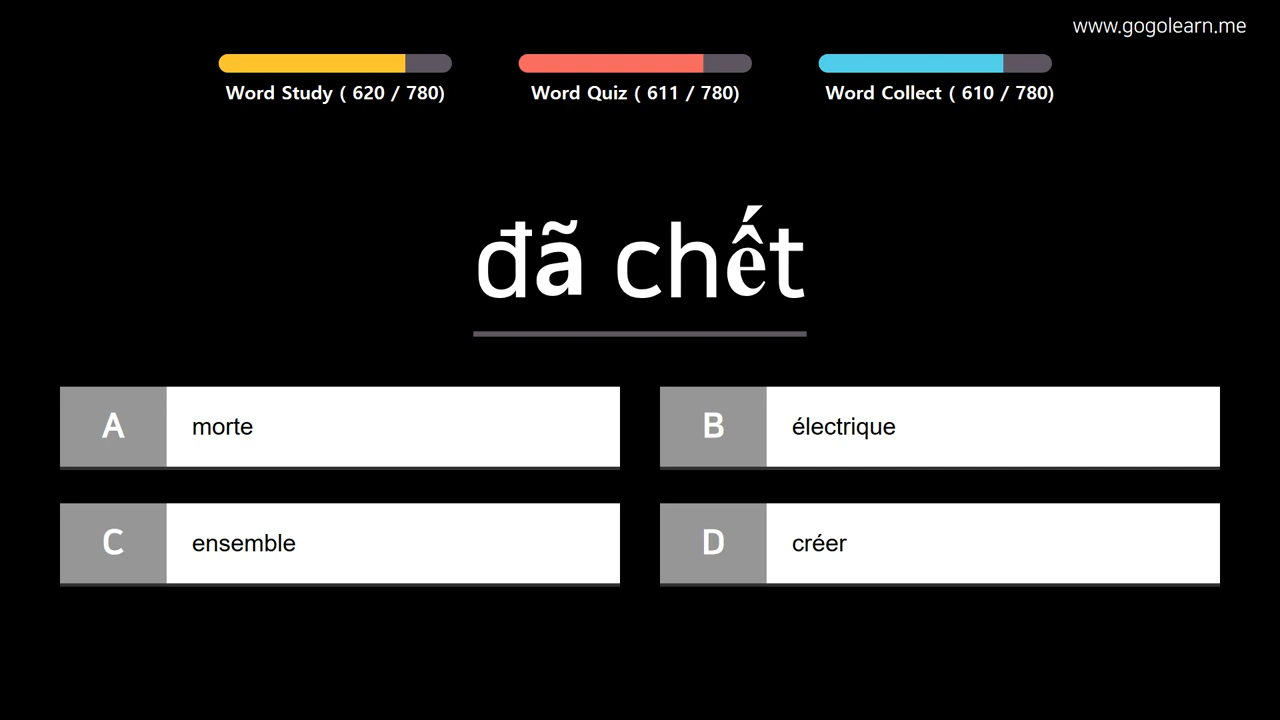 www.gogolearn.me
Word Study ( 620 / 780)
Word Quiz ( 611 / 780)
Word Collect ( 610 / 780)
đã chết
A morte
B électrique
C ensemble
D créer